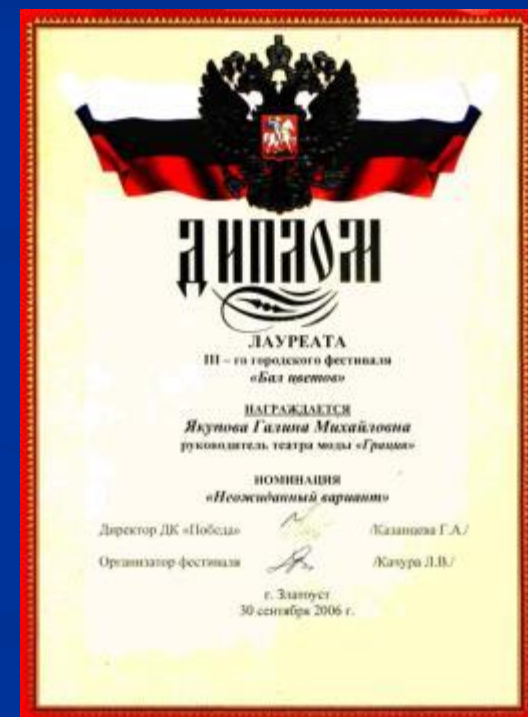 ДИПЛОМ
ЛАУРЕАТА
III – го городского фестиваля
«Бал цветов»
НАГРАЖДАЕТСЯ
Якупова Галина Михайловна
руководитель театра моды «Грация»
НОМИНАЦИЯ
«Неожиданный вариант»
Директор ДК «Победа» /Казанцева Г.А./
Организатор фестиваля /Качура Л.В./
г. Златоуст
30 сентября 2006 г.